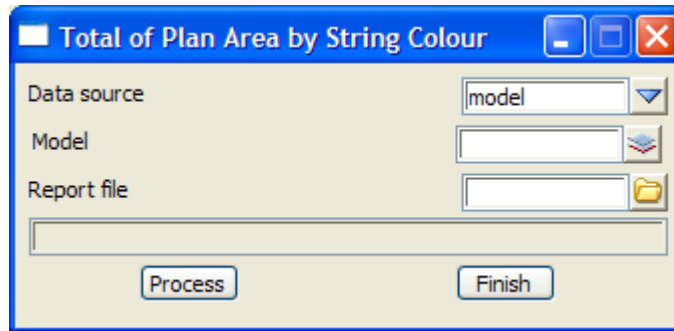 Total of Plan Area by String Colour
Data source model
Model
Report file
Process Finish